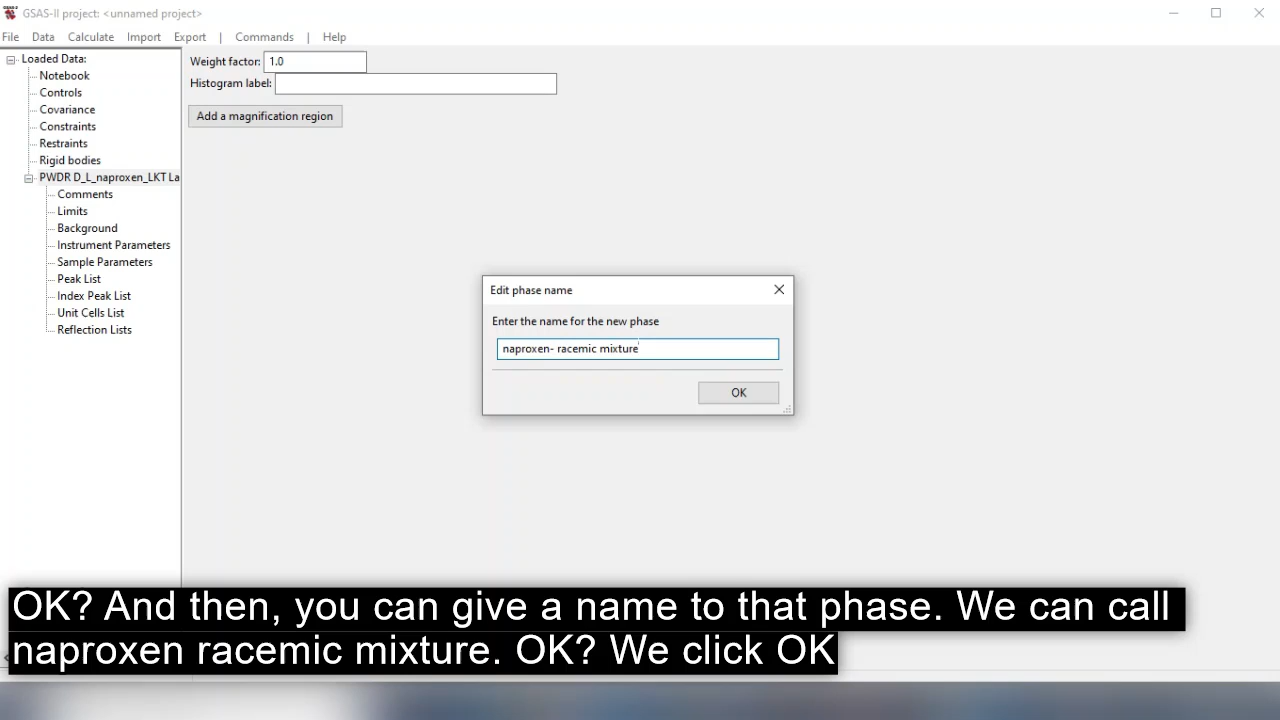 GSAS-II project: <unnamed project>
File Data Calculate Import Export | Commands | Help
Loaded Data:
Notebook
Controls
Covariance
Constraints
Restraints
Rigid bodies
PWDR D_L_naproxen_LKT La
Comments
Limits
Background
Instrument Parameters
Sample Parameters
Peak List
Index Peak List
Unit Cells List
Reflection Lists
Weight factor: 1.0
Histogram label:
Add a magnification region
Edit phase name
Enter the name for the new phase
naproxen- racemic mixture
OK
OK? And then, you can give a name to that phase. We can call
naproxen racemic mixture. OK? We click OK